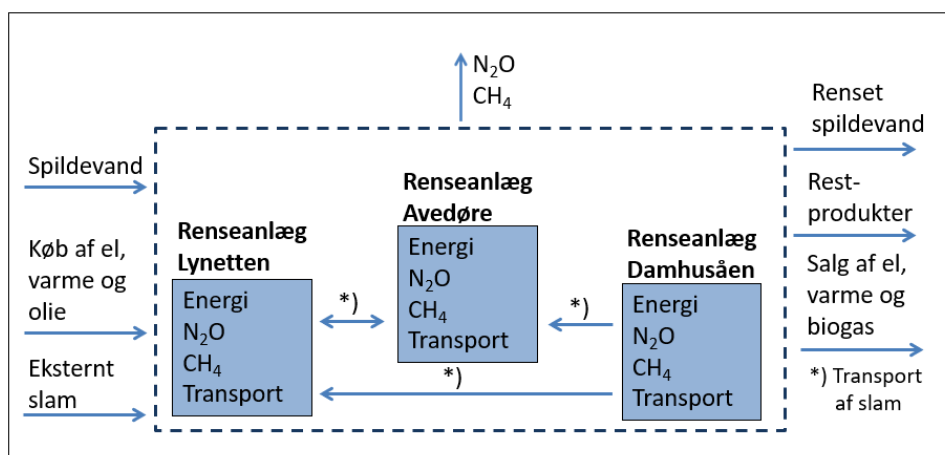 N₂O
CH₄
Spildevand
Køb af el,
varme og
olie
Eksternt
slam
Renseanlæg
Lynetten
Energi
N₂O
CH₄
Transport
*)
Renseanlæg
Avedøre
Energi
N₂O
CH₄
Transport
*)
*)
Renseanlæg
Damhusåen
Energi
N₂O
CH₄
Transport
Renset
spildevand
Rest-
produkter
Salg af el,
varme og
biogas
*) Transport
af slam